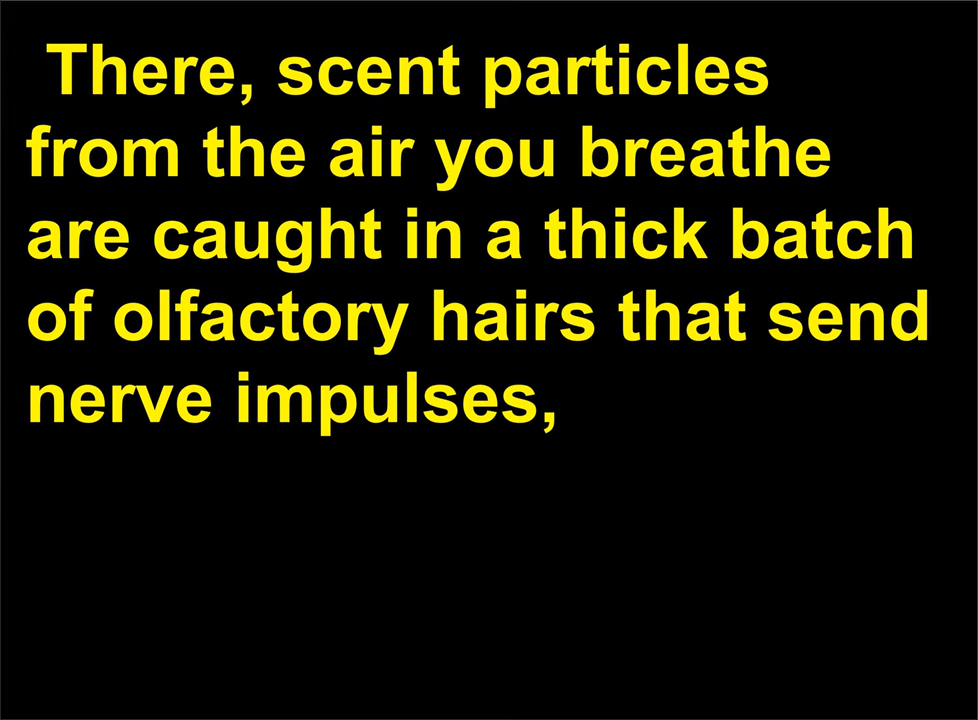 There, scent particles
from the air you breathe
are caught in a thick batch
of olfactory hairs that send
nerve impulses,